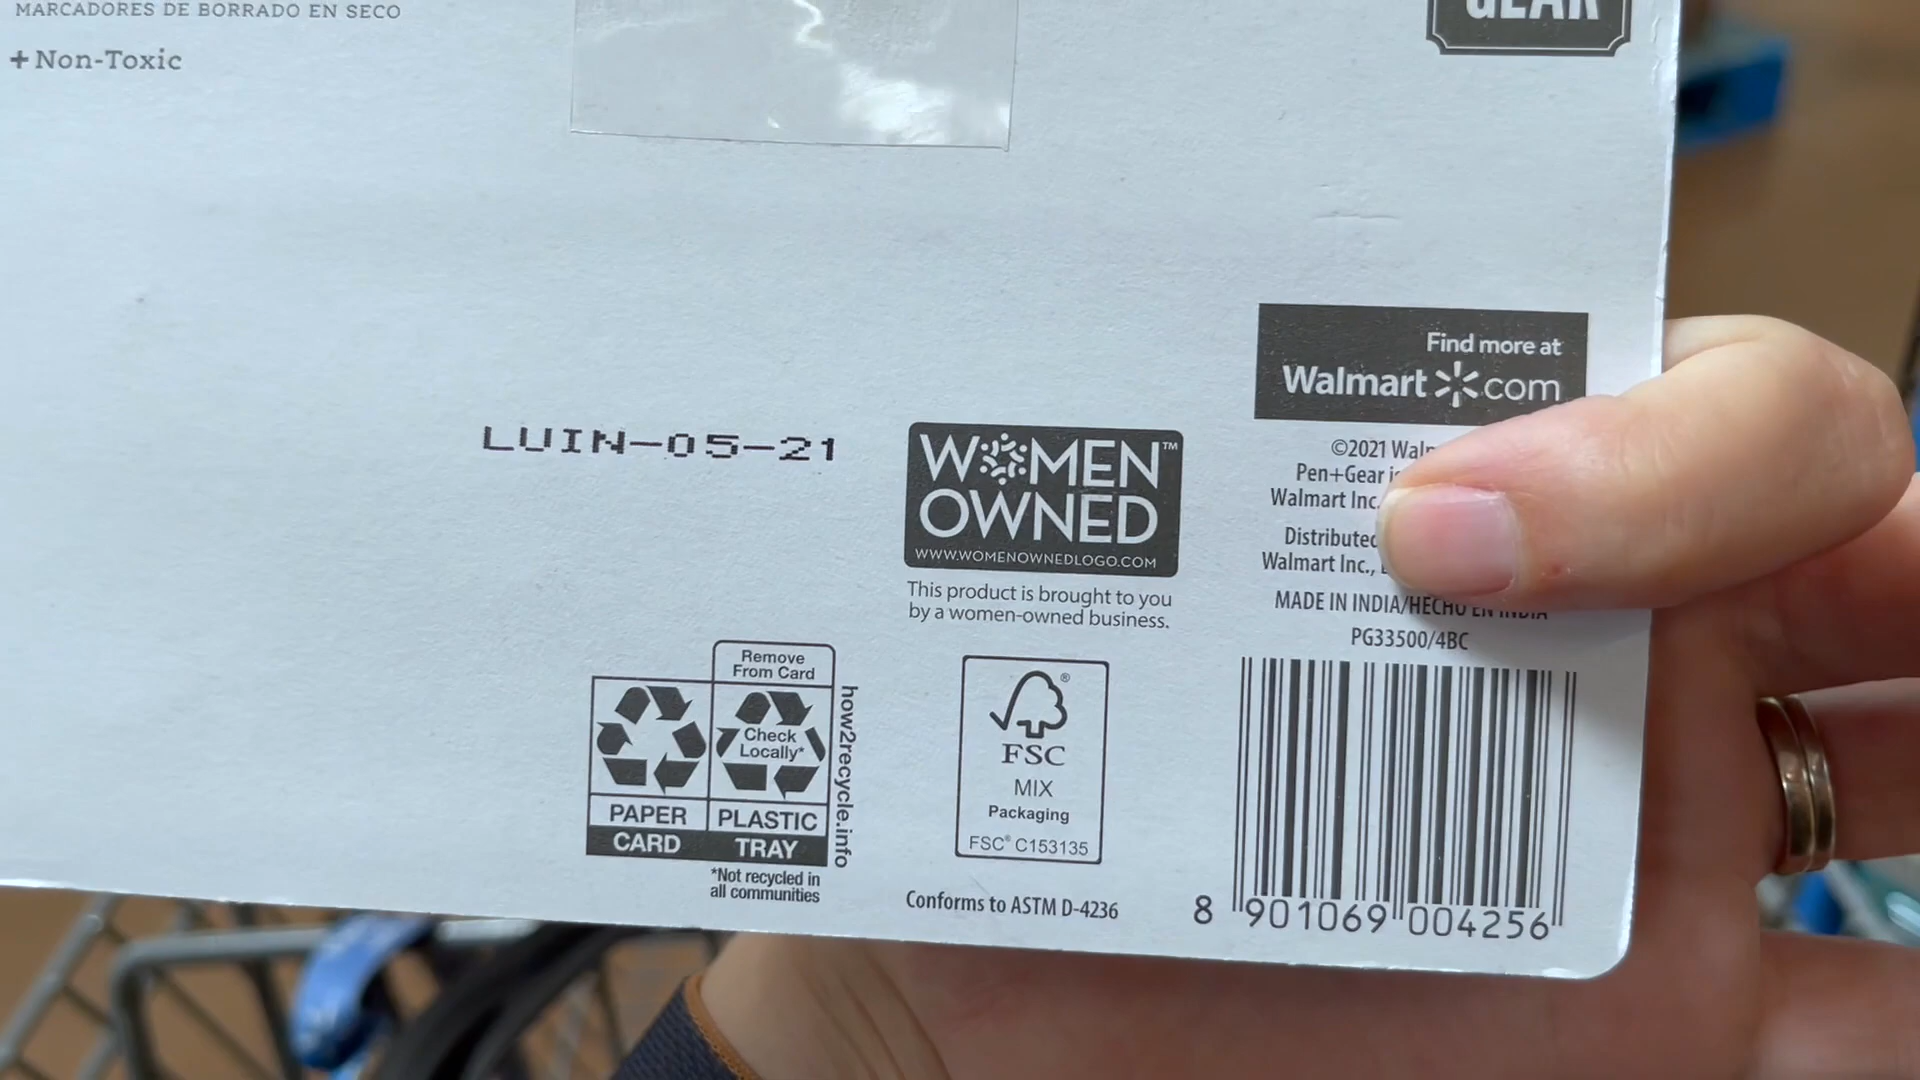 MARCADORES DE BORRADO EN SECO
+Non-Toxic
GEAR
Find more at
Walmart.com
©2021
Pen+Gear
Walmart Inc.
Distributed
Walmart Inc.,
MADE IN INDIA/HECHO EN INDIA
PG33500/4BC
LUIN-05-21
WOMEN™
OWNED
WWW.WOMENOWNEDLOGO.COM
This product is brought to you
by a women-owned business.
Remove
From Card
Check
Locally*
PAPER PLASTIC
CARD TRAY
how2recycle.info
*Not recycled in
all communities
®
FSC
MIX
Packaging
FSC® C153135
Conforms to ASTM D-4236
8 901069 004256